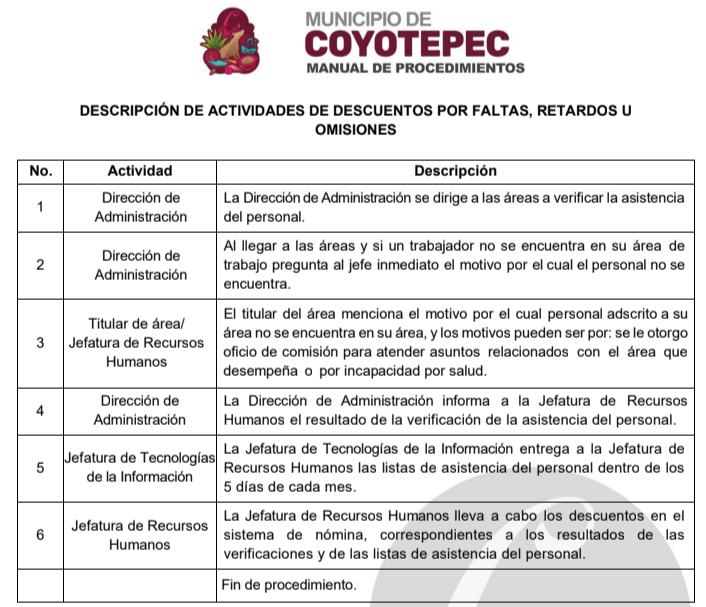 MUNICIPIO DE
COYOTEPEC
MANUAL DE PROCEDIMIENTOS
DESCRIPCIÓN DE ACTIVIDADES DE DESCUENTOS POR FALTAS, RETARDOS U
OMISIONES
No. Actividad Descripción
1
Dirección de
Administración
La Dirección de Administración se dirige a las áreas a verificar la asistencia
del personal.
2
Dirección de
Administración
Al llegar a las áreas y si un trabajador no se encuentra en su área de
trabajo pregunta al jefe inmediato el motivo por el cual el personal no se
encuentra.
3
Titular de área/
Jefatura de Recursos
Humanos
El titular del área menciona el motivo por el cual personal adscrito a su
área no se encuentra en su área, y los motivos pueden ser por: se le otorgo
oficio de comisión para atender asuntos relacionados con el área que
desempeña o por incapacidad por salud.
4
Dirección de
Administración
La Dirección de Administración informa a la Jefatura de Recursos
Humanos el resultado de la verificación de la asistencia del personal.
5
Jefatura de Tecnologías
de la Información
La Jefatura de Tecnologías de la Información entrega a la Jefatura de
Recursos Humanos las listas de asistencia del personal dentro de los
5 días de cada mes.
6
Jefatura de Recursos
Humanos
La Jefatura de Recursos Humanos lleva a cabo los descuentos en el
sistema de nómina, correspondientes a los resultados de las
verificaciones y de las listas de asistencia del personal.
Fin de procedimiento.